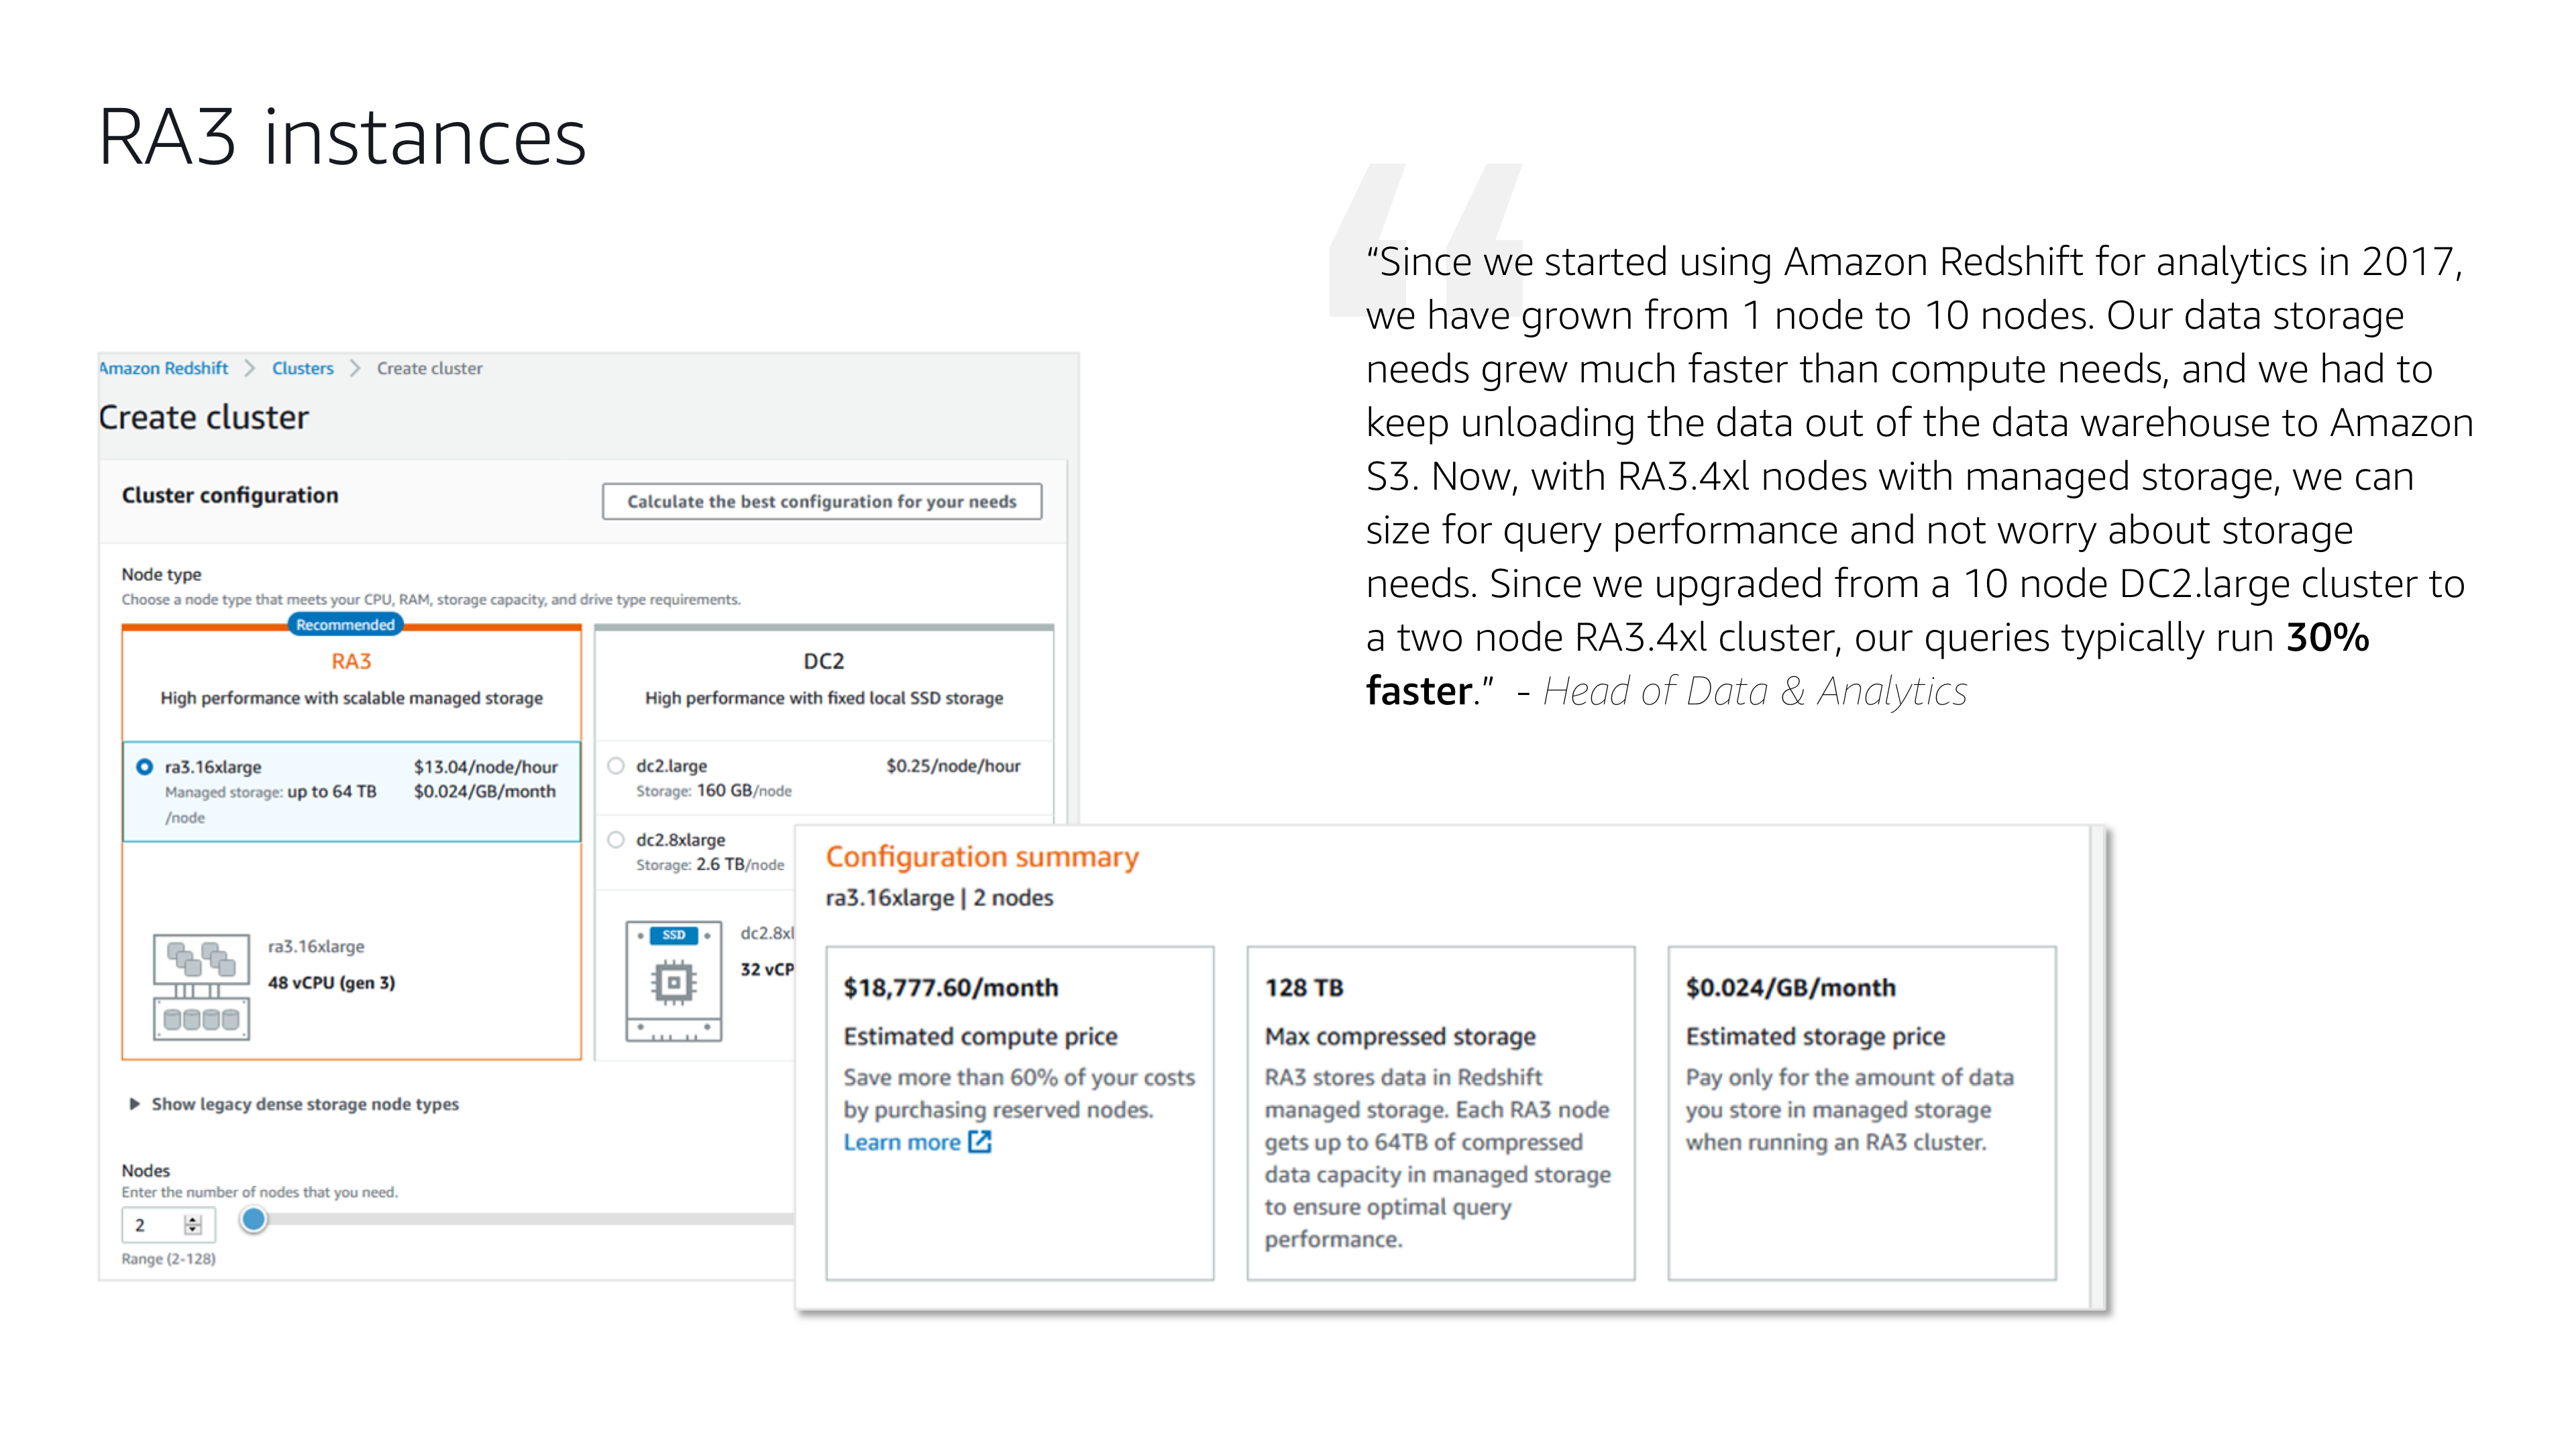 RA3 instances
“Since we started using Amazon Redshift for analytics in 2017,
we have grown from 1 node to 10 nodes. Our data storage
needs grew much faster than compute needs, and we had to
keep unloading the data out of the data warehouse to Amazon
S3. Now, with RA3.4xl nodes with managed storage, we can
size for query performance and not worry about storage
needs. Since we upgraded from a 10 node DC2.large cluster to
a two node RA3.4xl cluster, our queries typically run 30%
faster.” - Head of Data & Analytics
Amazon Redshift > Clusters > Create cluster
Create cluster
Cluster configuration
Calculate the best configuration for your needs
Node type
Choose a node type that meets your CPU, RAM, storage capacity, and drive type requirements.
Recommended
RA3
High performance with scalable managed storage
ra3.16xlarge $13.04/node/hour
Managed storage: up to 64 TB $0.024/GB/month
/node
ra3.16xlarge
48 vCPU (gen 3)
DC2
High performance with fixed local SSD storage
dc2.large $0.25/node/hour
Storage: 160 GB/node
dc2.8xlarge
Storage: 2.6 TB/node
SSD
dc2.8xl
32 vCP
Show legacy dense storage node types
Nodes
Enter the number of nodes that you need.
2
Range (2-128)
Configuration summary
ra3.16xlarge | 2 nodes
$18,777.60/month
Estimated compute price
Save more than 60% of your costs
by purchasing reserved nodes.
Learn more
128 TB
Max compressed storage
RA3 stores data in Redshift
managed storage. Each RA3 node
gets up to 64TB of compressed
data capacity in managed storage
to ensure optimal query
performance.
$0.024/GB/month
Estimated storage price
Pay only for the amount of data
you store in managed storage
when running an RA3 cluster.